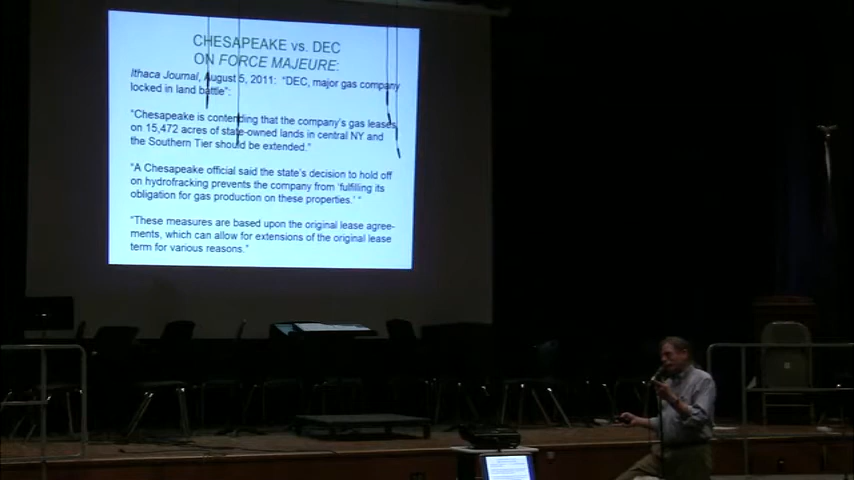 CHESAPEAKE vs. DEC
ON FORCE MAJEURE:
Ithaca Journal, August 5, 2011: "DEC, major gas company
locked in land battle":
"Chesapeake is contending that the company's gas leases
on 15,472 acres of state-owned lands in central NY and
the Southern Tier should be extended."
"A Chesapeake official said the state's decision to hold off
on hydrofracking prevents the company from 'fulfilling its
obligation for gas production on these properties.' "
"These measures are based upon the original lease agree-
ments, which can allow for extensions of the original lease
term for various reasons."